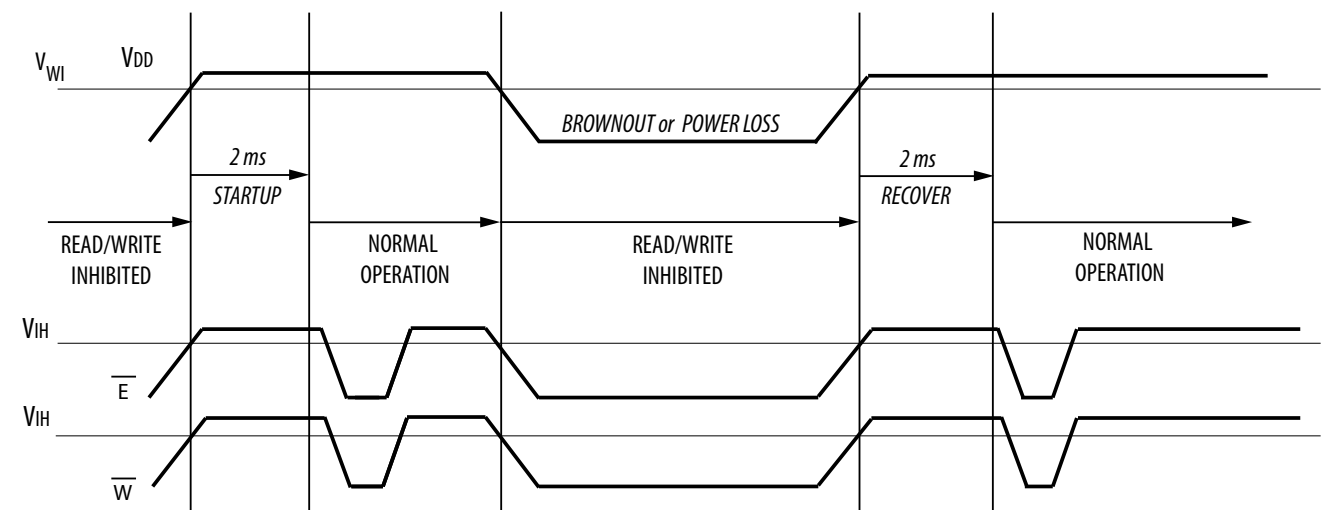 VWI
VDD
BROWNOUT or POWER LOSS
2 ms
STARTUP
2 ms
RECOVER
READ/WRITE
INHIBITED
NORMAL
OPERATION
READ/WRITE
INHIBITED
NORMAL
OPERATION
VIH
E
VIH
W